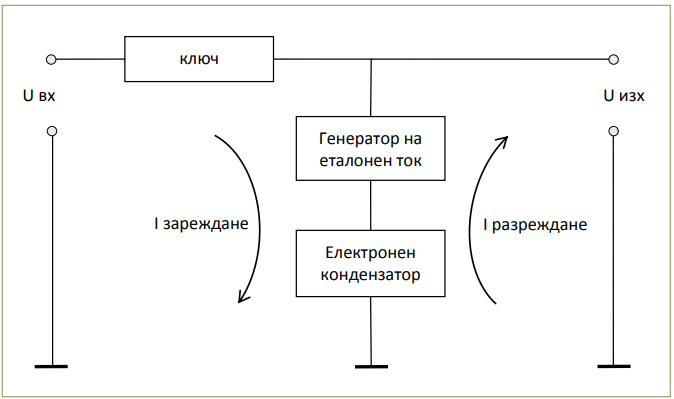 ключ
U вх
U изх
Генератор на
еталонен ток
I зареждане
I разреждане
Електронен
кондензатор